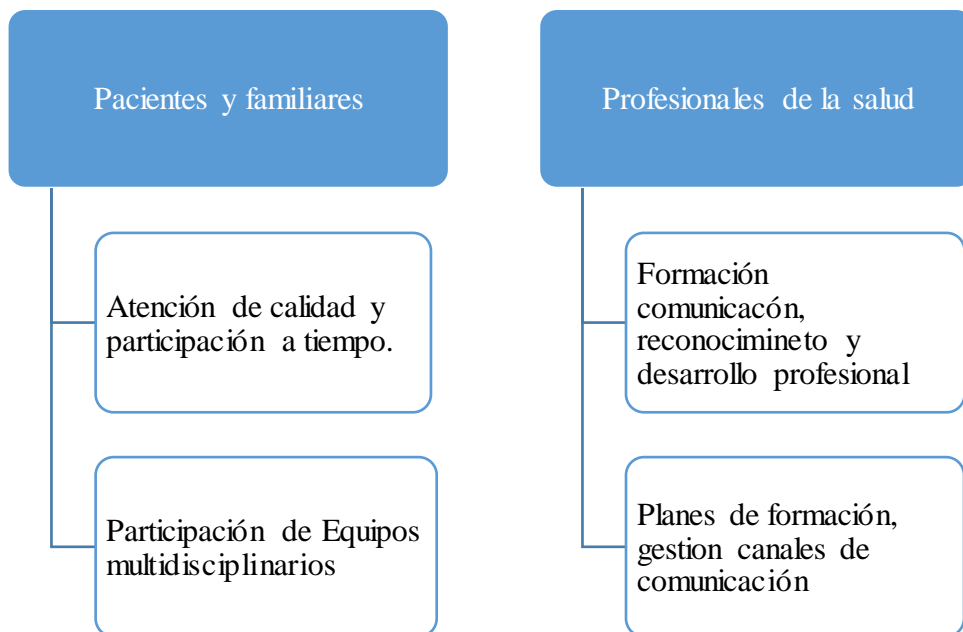 Pacientes y familiares
Atención de calidad y
participación a tiempo.
Participación de Equipos
multidisciplinarios
Profesionales de la salud
Formación
comunicacón,
reconocimineto y
desarrollo profesional
Planes de formación,
gestion canales de
comunicación